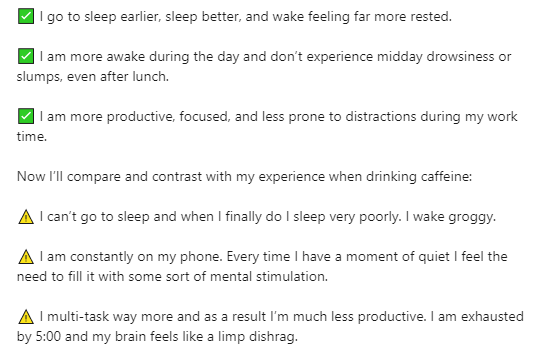 ✅ I go to sleep earlier, sleep better, and wake feeling far more rested.
✅ I am more awake during the day and don’t experience midday drowsiness or
slumps, even after lunch.
✅ I am more productive, focused, and less prone to distractions during my work
time.
Now I’ll compare and contrast with my experience when drinking caffeine:
⚠️ I can’t go to sleep and when I finally do I sleep very poorly. I wake groggy.
⚠️ I am constantly on my phone. Every time I have a moment of quiet I feel the
need to fill it with some sort of mental stimulation.
⚠️ I multi-task way more and as a result I’m much less productive. I am exhausted
by 5:00 and my brain feels like a limp dishrag.